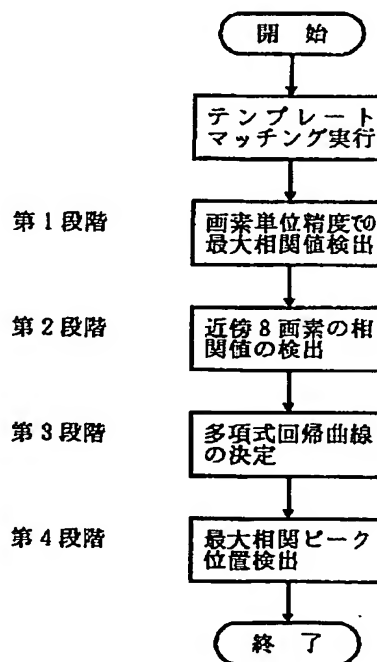 開始
テンプレート
マッチング実行
第1段階
画素単位精度での
最大相関値検出
第2段階
近傍8画素の相
関値の検出
第3段階
多項式回帰曲線
の決定
第4段階
最大相関ピーク
位置検出
終了